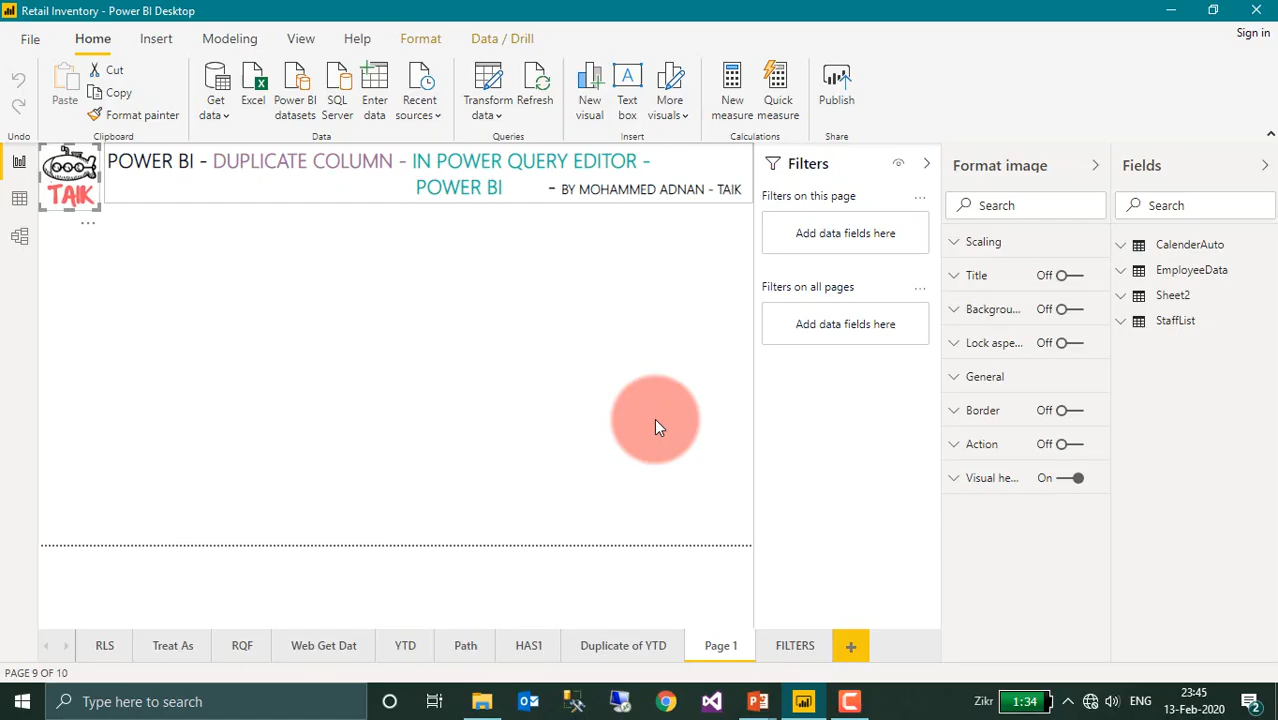 Retail Inventory - Power BI Desktop
Sign in
File Home Insert Modeling View Help Format Data / Drill
Paste
Cut
Copy
Format painter
Get data
Excel
Power BI datasets
SQL Server
Enter data
Recent sources
Transform data
Refresh
New visual
Text box
More visuals
New measure
Quick measure
Publish
Undo Clipboard Data Queries Insert Calculations Share
TAIK
POWER BI - DUPLICATE COLUMN - IN POWER QUERY EDITOR -
POWER BI - BY MOHAMMED ADNAN - TAIK
...
Filters
Filters on this page ...
Add data fields here
Filters on all pages ...
Add data fields here
Format image
Search
Scaling
Title Off
Backgrou... Off
Lock aspe... Off
General
Border Off
Action Off
Visual he... On
Fields
Search
CalenderAuto
EmployeeData
Sheet2
StaffList
RLS Treat As RQF Web Get Dat YTD Path HAS1 Duplicate of YTD Page 1 FILTERS +
PAGE 9 OF 10
Type here to search
Zikr 1:34 ENG
23:45
13-Feb-2020
2